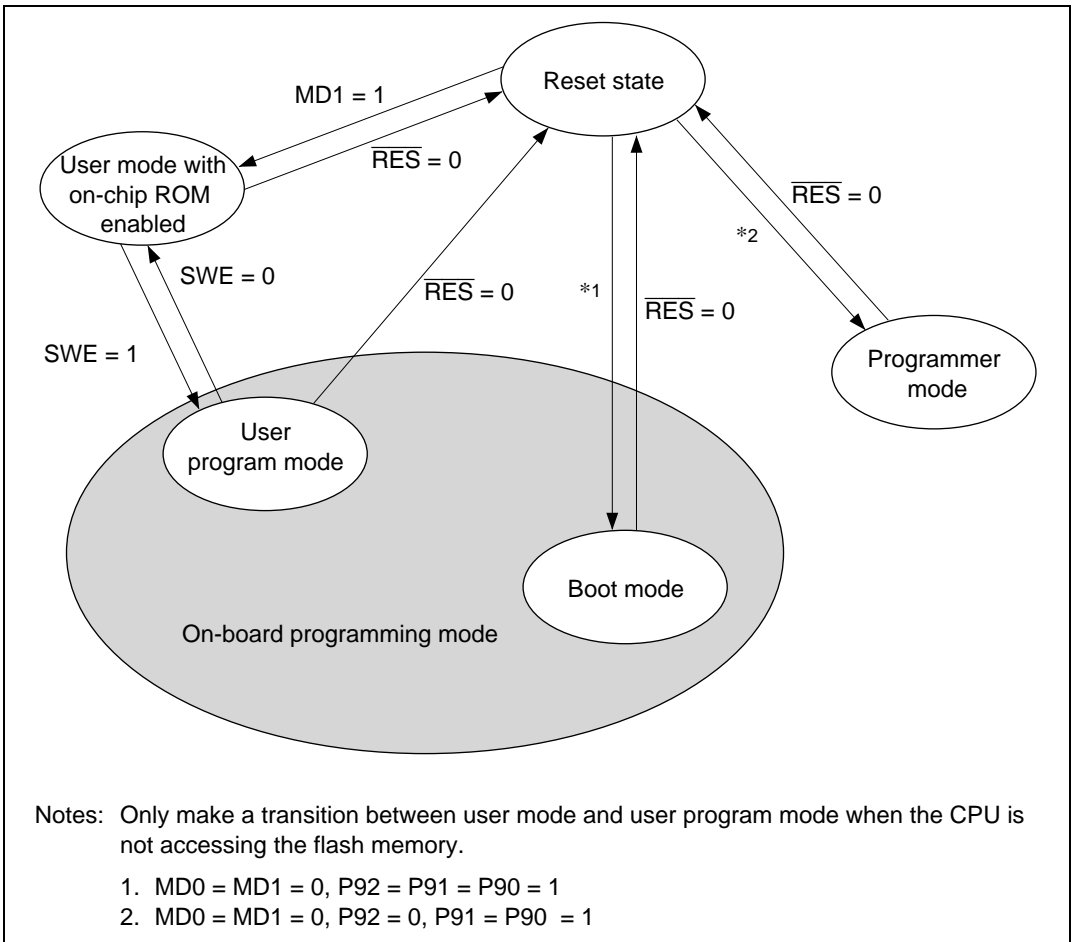 Reset state
MD1 = 1
RES = 0
User mode with
on-chip ROM
enabled
RES = 0
*2
SWE = 0
RES = 0
*1
RES = 0
SWE = 1
Programmer
mode
User
program mode
Boot mode
On-board programming mode
Notes: Only make a transition between user mode and user program mode when the CPU is
not accessing the flash memory.
1. MD0 = MD1 = 0, P92 = P91 = P90 = 1
2. MD0 = MD1 = 0, P92 = 0, P91 = P90 = 1